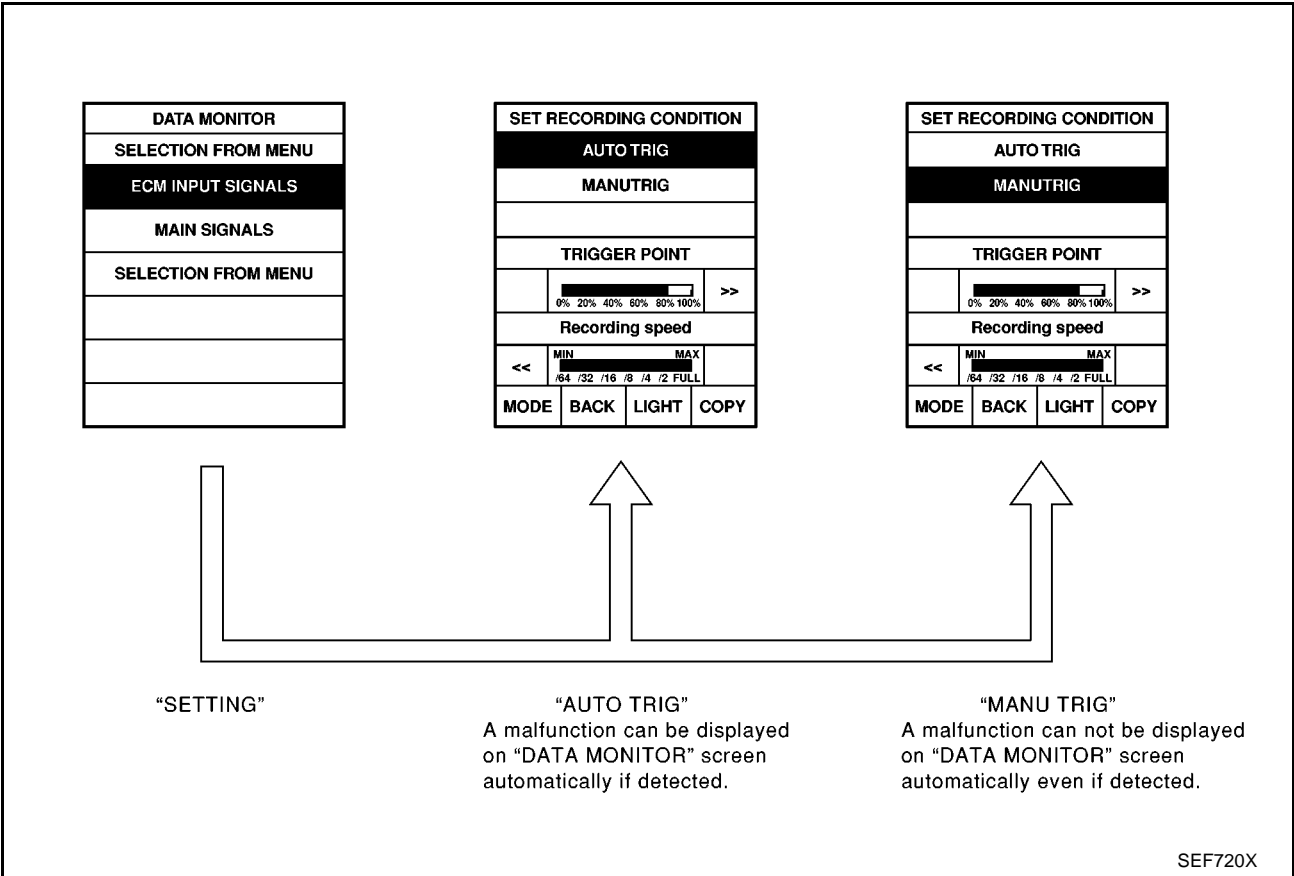 DATA MONITOR
SELECTION FROM MENU
ECM INPUT SIGNALS
MAIN SIGNALS
SELECTION FROM MENU
SET RECORDING CONDITION
AUTO TRIG
MANUTRIG
TRIGGER POINT
>>
0% 20% 40% 60% 80% 100%
Recording speed
MIN MAX
<<
/64 /32 /16 /8 /4 /2 FULL
MODE BACK LIGHT COPY
SET RECORDING CONDITION
AUTO TRIG
MANUTRIG
TRIGGER POINT
>>
0% 20% 40% 60% 80% 100%
Recording speed
MIN MAX
<<
/64 /32 /16 /8 /4 /2 FULL
MODE BACK LIGHT COPY
“SETTING”
“AUTO TRIG”
A malfunction can be displayed
on “DATA MONITOR” screen
automatically if detected.
“MANU TRIG”
A malfunction can not be displayed
on “DATA MONITOR” screen
automatically even if detected.
SEF720X